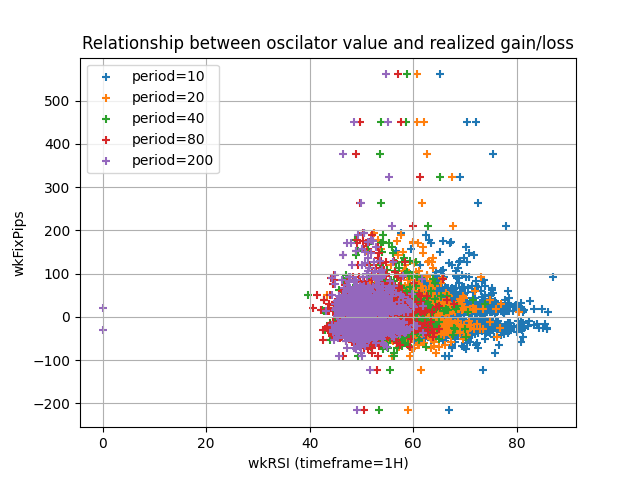 Relationship between oscilator value and realized gain/loss
period=10
period=20
period=40
period=80
period=200
500
400
300
200
100
0
−100
−200
wkFixPips
0 20 40 60 80
wkRSI (timeframe=1H)